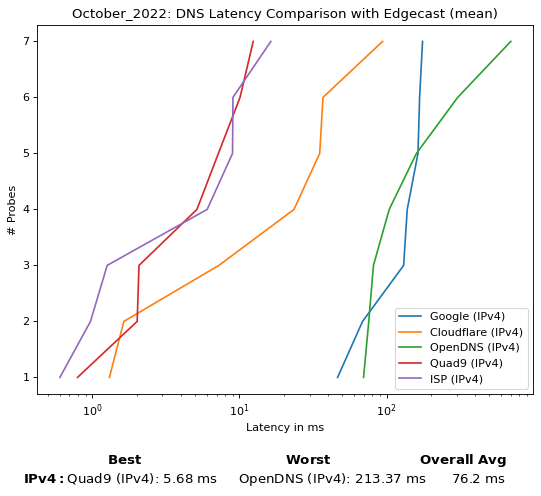 October_2022: DNS Latency Comparison with Edgecast (mean)
7
6
5
4
3
2
1
# Probes
10⁰
10¹
10²
Latency in ms
Google (IPv4)
Cloudflare (IPv4)
OpenDNS (IPv4)
Quad9 (IPv4)
ISP (IPv4)
Best Worst Overall Avg
IPv4: Quad9 (IPv4): 5.68 ms OpenDNS (IPv4): 213.37 ms 76.2 ms